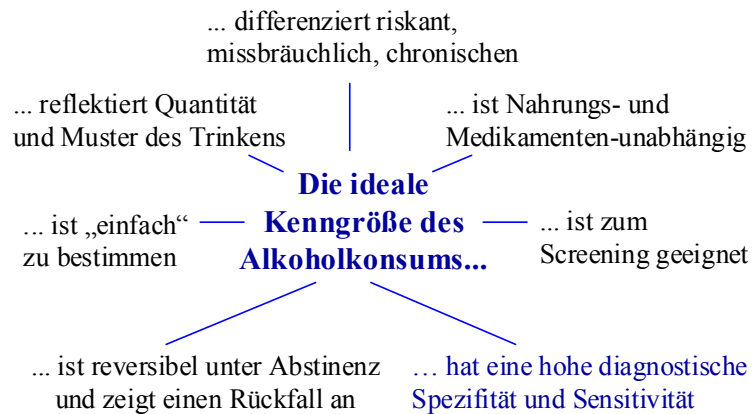 ... differenziert riskant,
missbräuchlich, chronischen
... reflektiert Quantität
und Muster des Trinkens
... ist Nahrungs- und
Medikamenten-unabhängig
Die ideale
Kenngröße des
Alkoholkonsums...
... ist „einfach“
zu bestimmen
... ist zum
Screening geeignet
... ist reversibel unter Abstinenz
und zeigt einen Rückfall an
… hat eine hohe diagnostische
Spezifität und Sensitivität